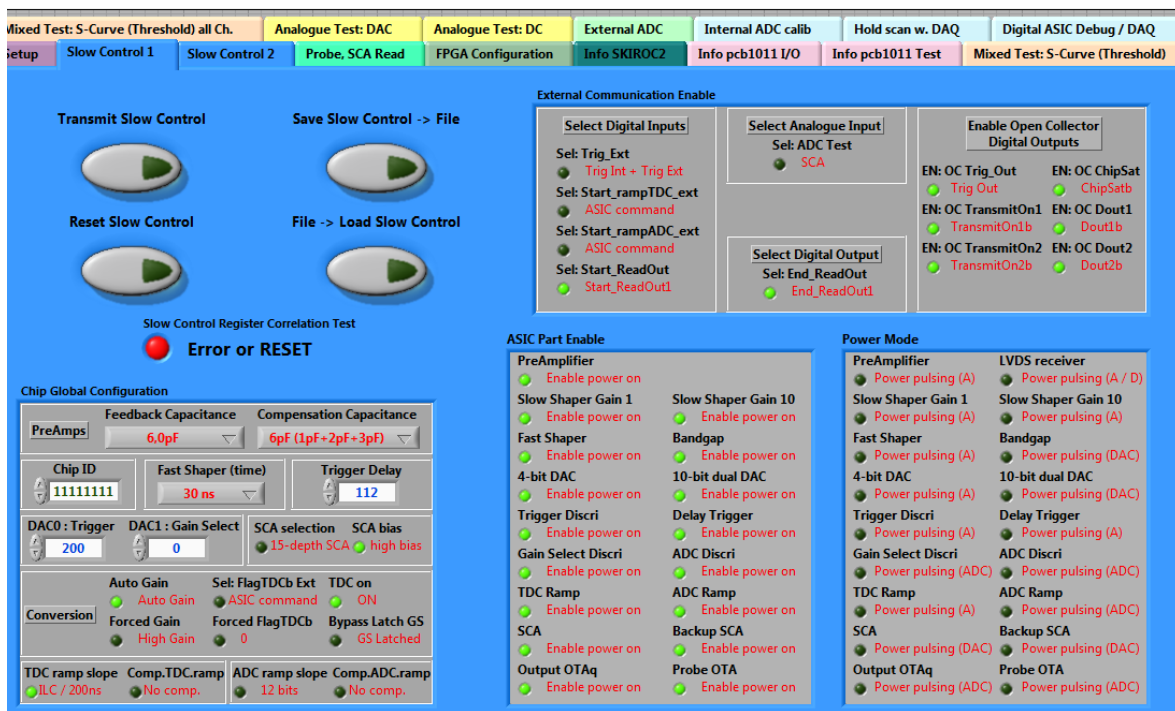 Mixed Test: S-Curve (Threshold) all Ch.
Analogue Test: DAC
Analogue Test: DC
External ADC
Internal ADC calib
Hold scan w. DAQ
Digital ASIC Debug / DAQ
Setup
Slow Control 1
Slow Control 2
Probe, SCA Read
FPGA Configuration
Info SKIROC2
Info pcb1011 I/O
Info pcb1011 Test
Mixed Test: S-Curve (Threshold)
Transmit Slow Control
Save Slow Control -> File
Reset Slow Control
File -> Load Slow Control
Slow Control Register Correlation Test
Error or RESET
External Communication Enable
Select Digital Inputs
Sel: Trig_Ext
Trig Int + Trig Ext
Sel: Start_rampTDC_ext
ASIC command
Sel: Start_rampADC_ext
ASIC command
Sel: Start_ReadOut
Start_ReadOut1
Select Analogue Input
Sel: ADC Test
SCA
Select Digital Output
Sel: End_ReadOut
End_ReadOut1
Enable Open Collector
Digital Outputs
EN: OC Trig_Out
EN: OC ChipSat
Trig Out
ChipSatb
EN: OC TransmitOn1
EN: OC Dout1
TransmitOn1b
Dout1b
EN: OC TransmitOn2
EN: OC Dout2
TransmitOn2b
Dout2b
Chip Global Configuration
PreAmps
Feedback Capacitance
Compensation Capacitance
6,0pF
6pF (1pF+2pF+3pF)
Chip ID
Fast Shaper (time)
Trigger Delay
11111111
30 ns
112
DAC0 : Trigger
DAC1 : Gain Select
SCA selection
SCA bias
200
0
15-depth SCA
high bias
Conversion
Auto Gain
Sel: FlagTDCb Ext
TDC on
Auto Gain
ASIC command
ON
Forced Gain
Forced FlagTDCb
Bypass Latch GS
High Gain
0
GS Latched
TDC ramp slope
Comp.TDC.ramp
ADC ramp slope
Comp.ADC.ramp
ILC / 200ns
No comp.
12 bits
No comp.
ASIC Part Enable
PreAmplifier
Enable power on
Slow Shaper Gain 1
Slow Shaper Gain 10
Enable power on
Enable power on
Fast Shaper
Bandgap
Enable power on
Enable power on
4-bit DAC
10-bit dual DAC
Enable power on
Enable power on
Trigger Discri
Delay Trigger
Enable power on
Enable power on
Gain Select Discri
ADC Discri
Enable power on
Enable power on
TDC Ramp
ADC Ramp
Enable power on
Enable power on
SCA
Backup SCA
Enable power on
Enable power on
Output OTAq
Probe OTA
Enable power on
Enable power on
Power Mode
PreAmplifier
LVDS receiver
Power pulsing (A)
Power pulsing (A / D)
Slow Shaper Gain 1
Slow Shaper Gain 10
Power pulsing (A)
Power pulsing (A)
Fast Shaper
Bandgap
Power pulsing (A)
Power pulsing (DAC)
4-bit DAC
10-bit dual DAC
Power pulsing (A)
Power pulsing (DAC)
Trigger Discri
Delay Trigger
Power pulsing (A)
Power pulsing (A)
Gain Select Discri
ADC Discri
Power pulsing (ADC)
Power pulsing (ADC)
TDC Ramp
ADC Ramp
Power pulsing (A)
Power pulsing (ADC)
SCA
Backup SCA
Power pulsing (DAC)
Power pulsing (DAC)
Output OTAq
Probe OTA
Power pulsing (ADC)
Power pulsing (ADC)